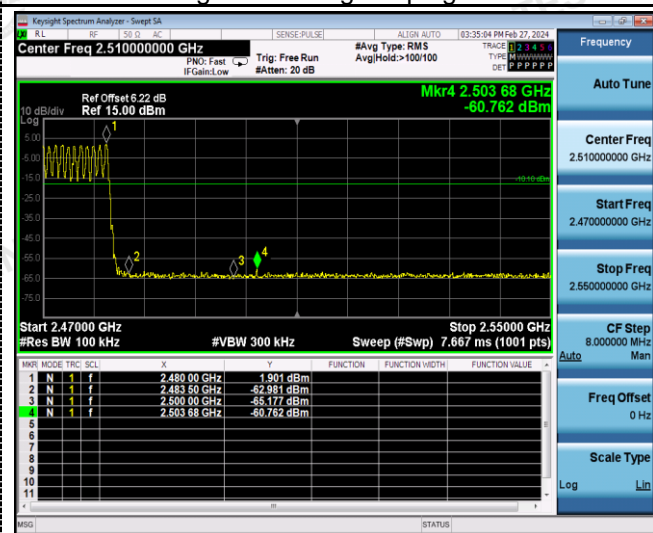 Keysight Spectrum Analyzer - Swept SA
RL RF 50 Ω AC SENSE:PULSE ALIGN AUTO 03:35:04 PM Feb 27, 2024
Center Freq 2.510000000 GHz
PNO: Fast
IFGain:Low
Trig: Free Run
#Atten: 20 dB
#Avg Type: RMS
Avg|Hold:>100/100
TRACE 1 2 3 4 5 6
TYPE M WWWWW
DET P P P P P P
Frequency
Auto Tune
Center Freq
2.510000000 GHz
Start Freq
2.470000000 GHz
Stop Freq
2.550000000 GHz
CF Step
8.000000 MHz
Auto Man
Freq Offset
0 Hz
Scale Type
Log Lin
Mkr4 2.503 68 GHz
-60.762 dBm
Ref Offset 6.22 dB
10 dB/div Ref 15.00 dBm
Log
5.00
-5.00
-15.0
-25.0
-35.0
-45.0
-55.0
-65.0
-75.0
1
2
3
4
-18.10 dBm
Start 2.47000 GHz Stop 2.55000 GHz
#Res BW 100 kHz #VBW 300 kHz Sweep (#Swp) 7.667 ms (1001 pts)
MKR MODE TRC SCL X Y FUNCTION FUNCTION WIDTH FUNCTION VALUE
1 N 1 f 2.480 00 GHz 1.901 dBm
2 N 1 f 2.483 50 GHz -62.981 dBm
3 N 1 f 2.500 00 GHz -65.177 dBm
4 N 1 f 2.503 68 GHz -60.762 dBm
5
6
7
8
9
10
11
MSG STATUS